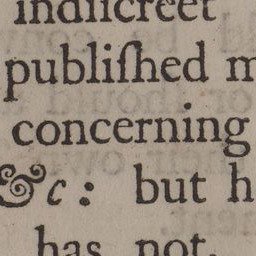 indiſcreet
publiſhed m
concerning
&c: but h
has not,